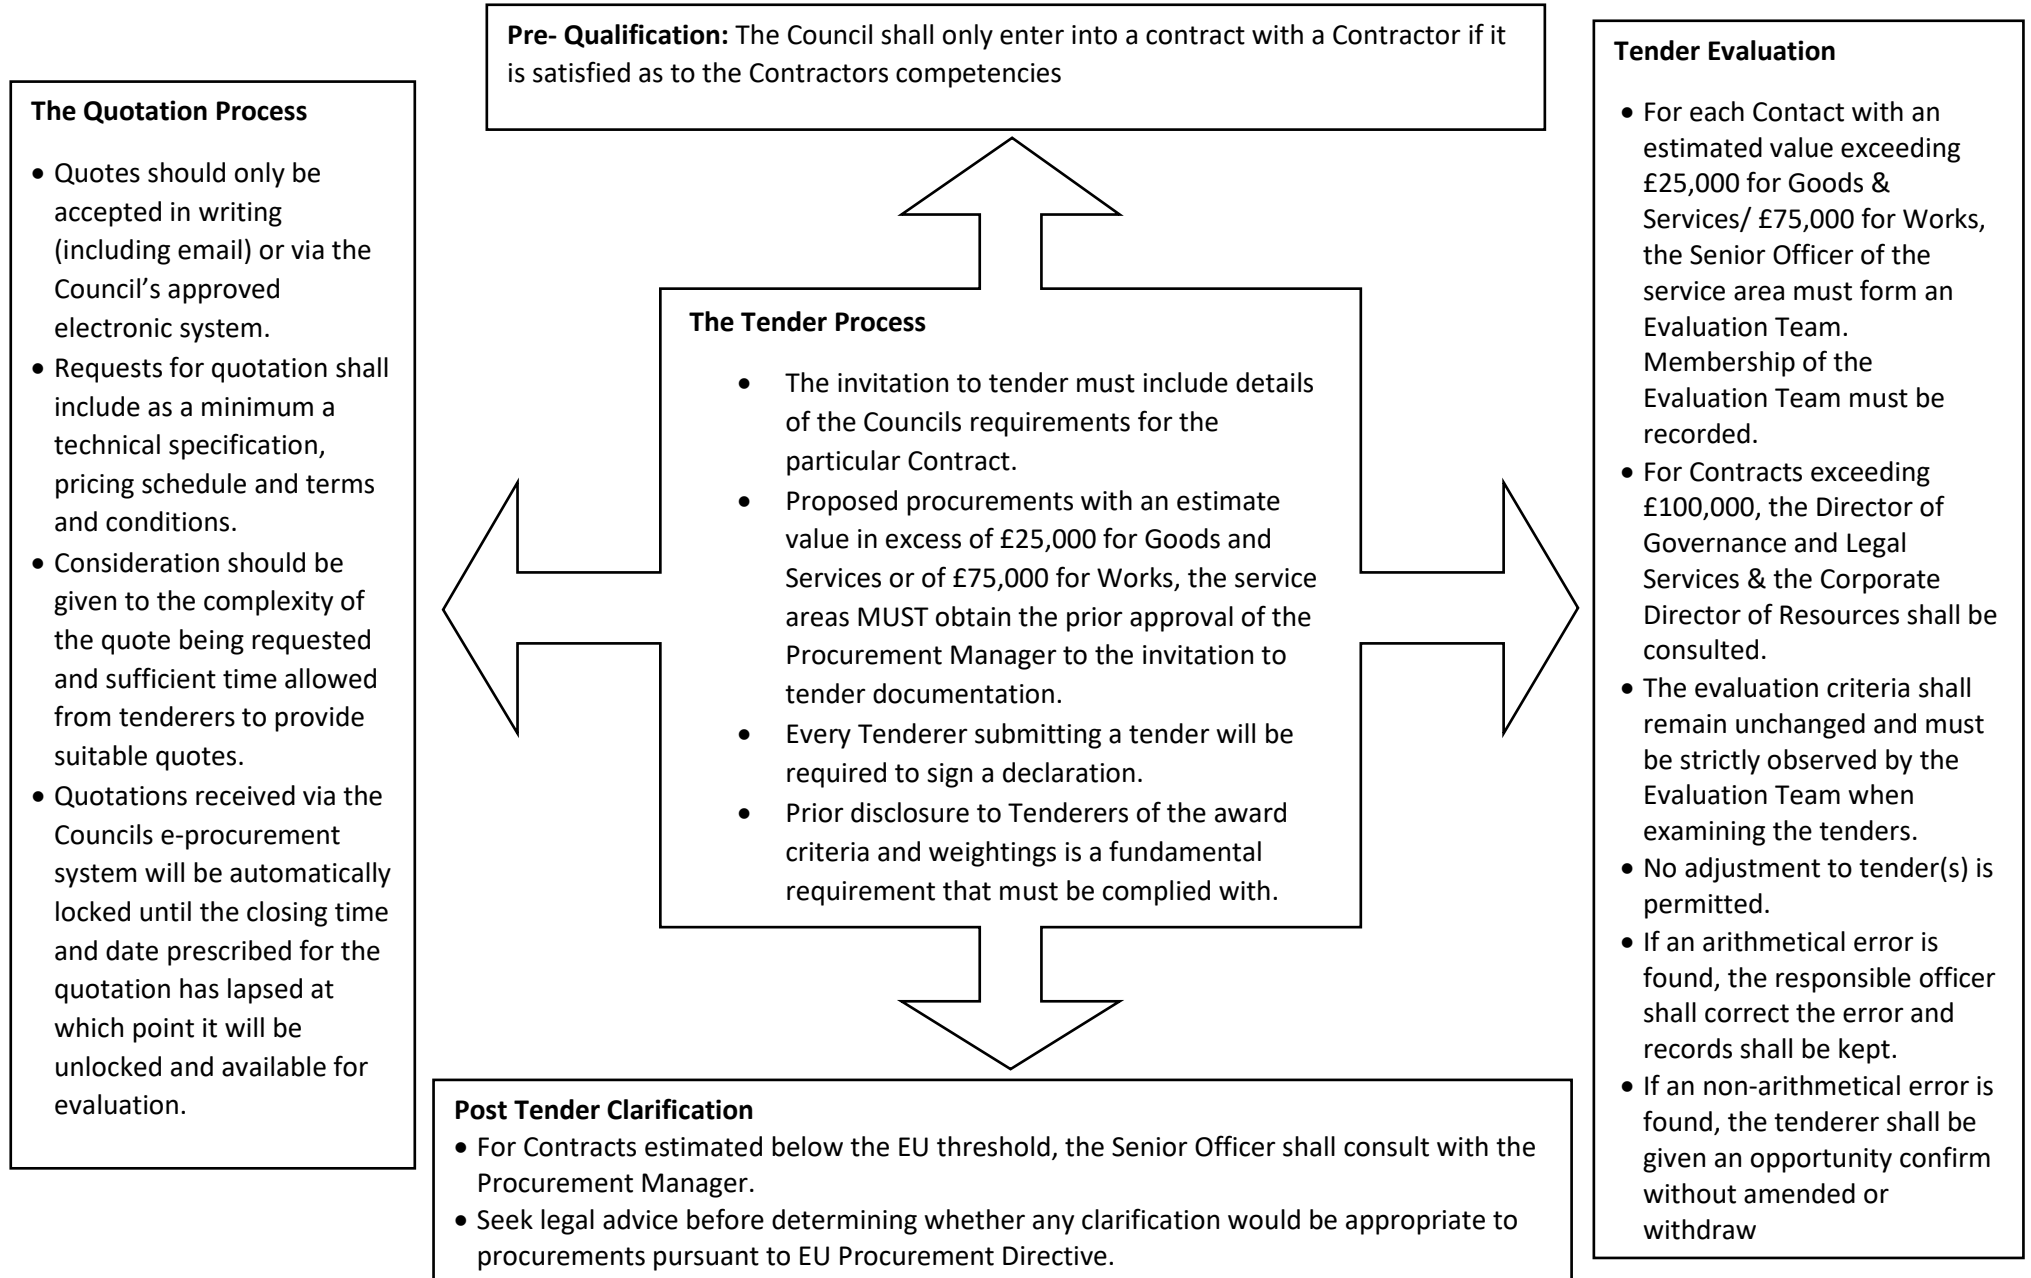 Pre- Qualification: The Council shall only enter into a contract with a Contractor if it
is satisfied as to the Contractors competencies
The Quotation Process
• Quotes should only be
accepted in writing
(including email) or via the
Council’s approved
electronic system.
• Requests for quotation shall
include as a minimum a
technical specification,
pricing schedule and terms
and conditions.
• Consideration should be
given to the complexity of
the quote being requested
and sufficient time allowed
from tenderers to provide
suitable quotes.
• Quotations received via the
Councils e-procurement
system will be automatically
locked until the closing time
and date prescribed for the
quotation has lapsed at
which point it will be
unlocked and available for
evaluation.
The Tender Process
• The invitation to tender must include details
of the Councils requirements for the
particular Contract.
• Proposed procurements with an estimate
value in excess of £25,000 for Goods and
Services or of £75,000 for Works, the service
areas MUST obtain the prior approval of the
Procurement Manager to the invitation to
tender documentation.
• Every Tenderer submitting a tender will be
required to sign a declaration.
• Prior disclosure to Tenderers of the award
criteria and weightings is a fundamental
requirement that must be complied with.
Tender Evaluation
• For each Contact with an
estimated value exceeding
£25,000 for Goods &
Services/ £75,000 for Works,
the Senior Officer of the
service area must form an
Evaluation Team.
Membership of the
Evaluation Team must be
recorded.
• For Contracts exceeding
£100,000, the Director of
Governance and Legal
Services & the Corporate
Director of Resources shall be
consulted.
• The evaluation criteria shall
remain unchanged and must
be strictly observed by the
Evaluation Team when
examining the tenders.
• No adjustment to tender(s) is
permitted.
• If an arithmetical error is
found, the responsible officer
shall correct the error and
records shall be kept.
• If an non-arithmetical error is
found, the tenderer shall be
given an opportunity confirm
without amended or
withdraw
Post Tender Clarification
• For Contracts estimated below the EU threshold, the Senior Officer shall consult with the
Procurement Manager.
• Seek legal advice before determining whether any clarification would be appropriate to
procurements pursuant to EU Procurement Directive.